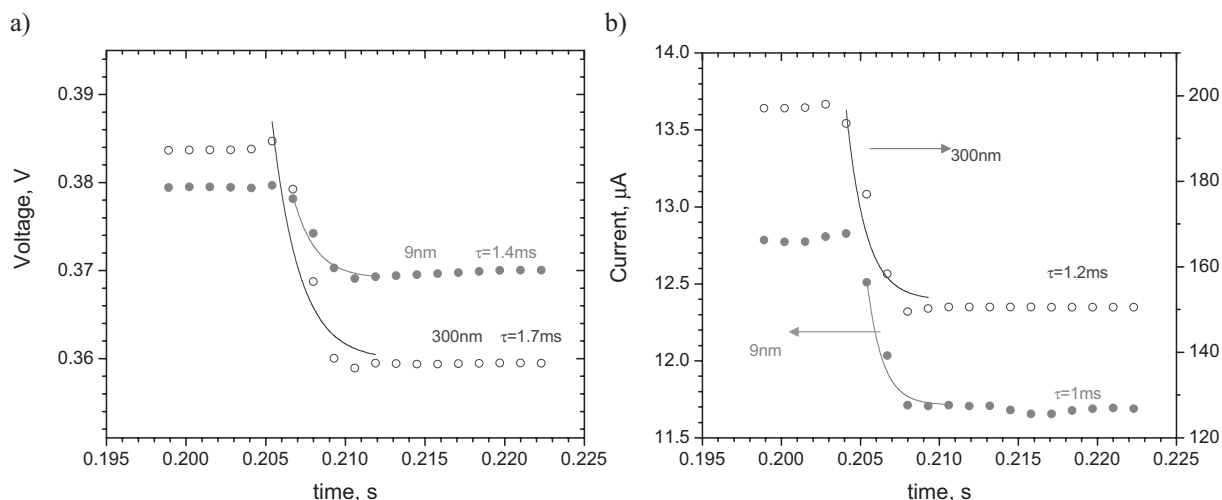 a)
b)
0.39
0.38
0.37
0.36
Voltage, V
9nm τ=1.4ms
300nm τ=1.7ms
0.195 0.200 0.205 0.210 0.215 0.220 0.225
time, s
14.0
13.5
13.0
12.5
12.0
11.5
Current, µA
200
180
160
140
120
300nm
τ=1.2ms
9nm
τ=1ms
0.195 0.200 0.205 0.210 0.215 0.220 0.225
time, s